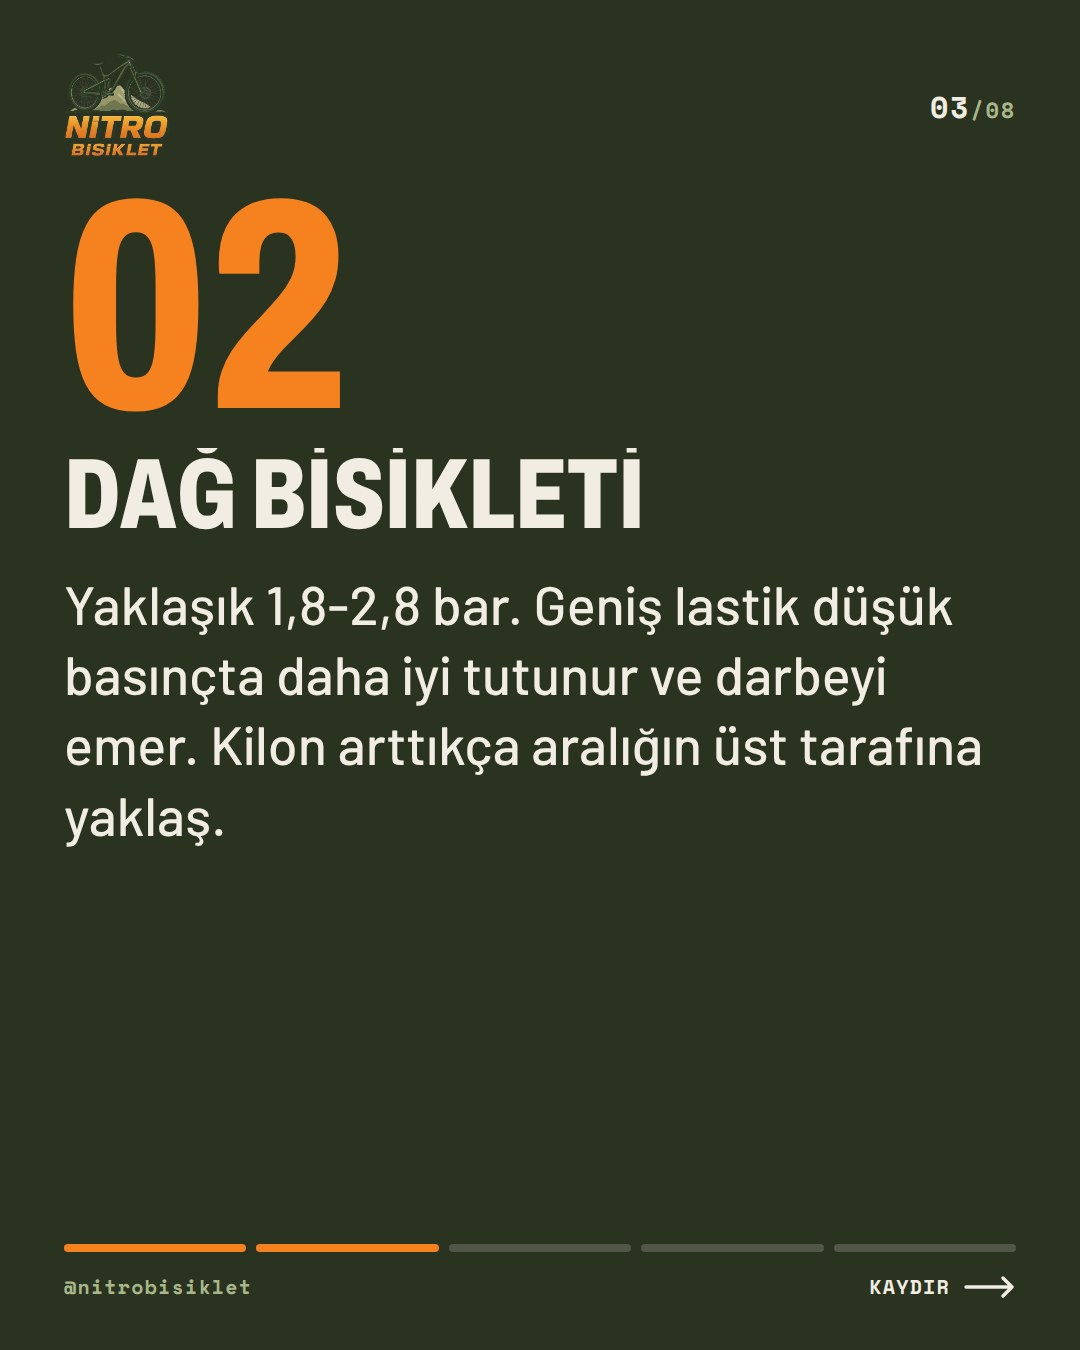 NITRO
BISIKLET
03/08
02
DAĞ BİSİKLETİ
Yaklaşık 1,8-2,8 bar. Geniş lastik düşük
basınçta daha iyi tutunur ve darbeyi
emer. Kilon arttıkça aralığın üst tarafına
yaklaş.
@nitrobisiklet
KAYDIR